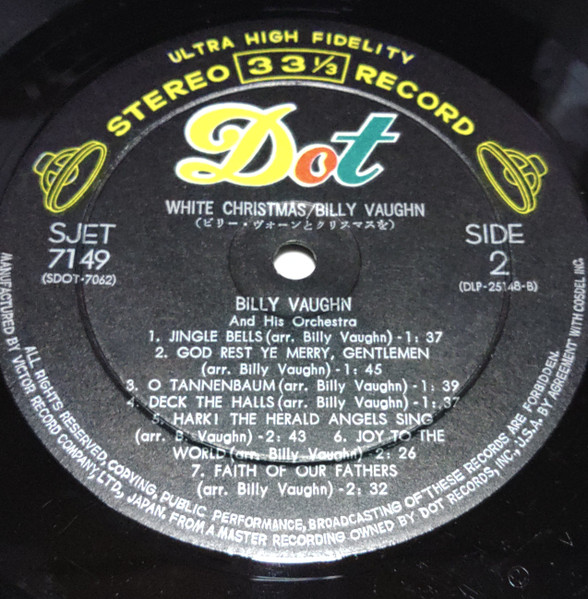 ULTRA HIGH FIDELITY
STEREO 33 1/3 RECORD
Dot
WHITE CHRISTMAS/BILLY VAUGHN
(ビリー・ヴォーンとクリスマスを)
SJET
7149
(SDOT-7062)
SIDE
2
(DLP-25148-B)
BILLY VAUGHN
And His Orchestra
1. JINGLE BELLS (arr. Billy Vaughn) -1: 37
2. GOD REST YE MERRY, GENTLEMEN
(arr. Billy Vaughn) -1: 45
3. O TANNENBAUM (arr. Billy Vaughn) -1: 39
4. DECK THE HALLS (arr. Billy Vaughn) -1: 37
5. HARK! THE HERALD ANGELS SING
(arr. B. Vaughn) -2: 43 6. JOY TO THE
WORLD (arr. Billy Vaughn) -2: 26
7. FAITH OF OUR FATHERS
(arr. Billy Vaughn) -2: 32
ALL RIGHTS RESERVED, COPYING, PUBLIC PERFORMANCE, BROADCASTING OF THESE RECORDS ARE FORBIDDEN.
MANUFACTURED BY VICTOR RECORD COMPANY, LTD., JAPAN. FROM A MASTER RECORDING OWNED BY DOT RECORDS, INC., U.S.A. BY AGREEMENT WITH COSDEL INC.